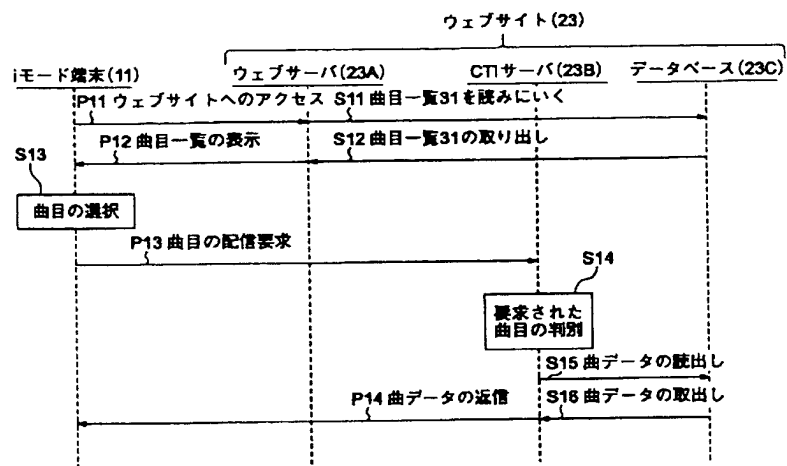 ウェブサイト(23)
iモード端末(11)
ウェブサーバ(23A)
CTIサーバ(23B)
データベース(23C)
P11 ウェブサイトへのアクセス
S11 曲目一覧31を読みにいく
P12 曲目一覧の表示
S12 曲目一覧31の取り出し
S13
曲目の選択
P13 曲目の配信要求
S14
要求された
曲目の判別
S15 曲データの読出し
P14 曲データの返信
S16 曲データの取出し